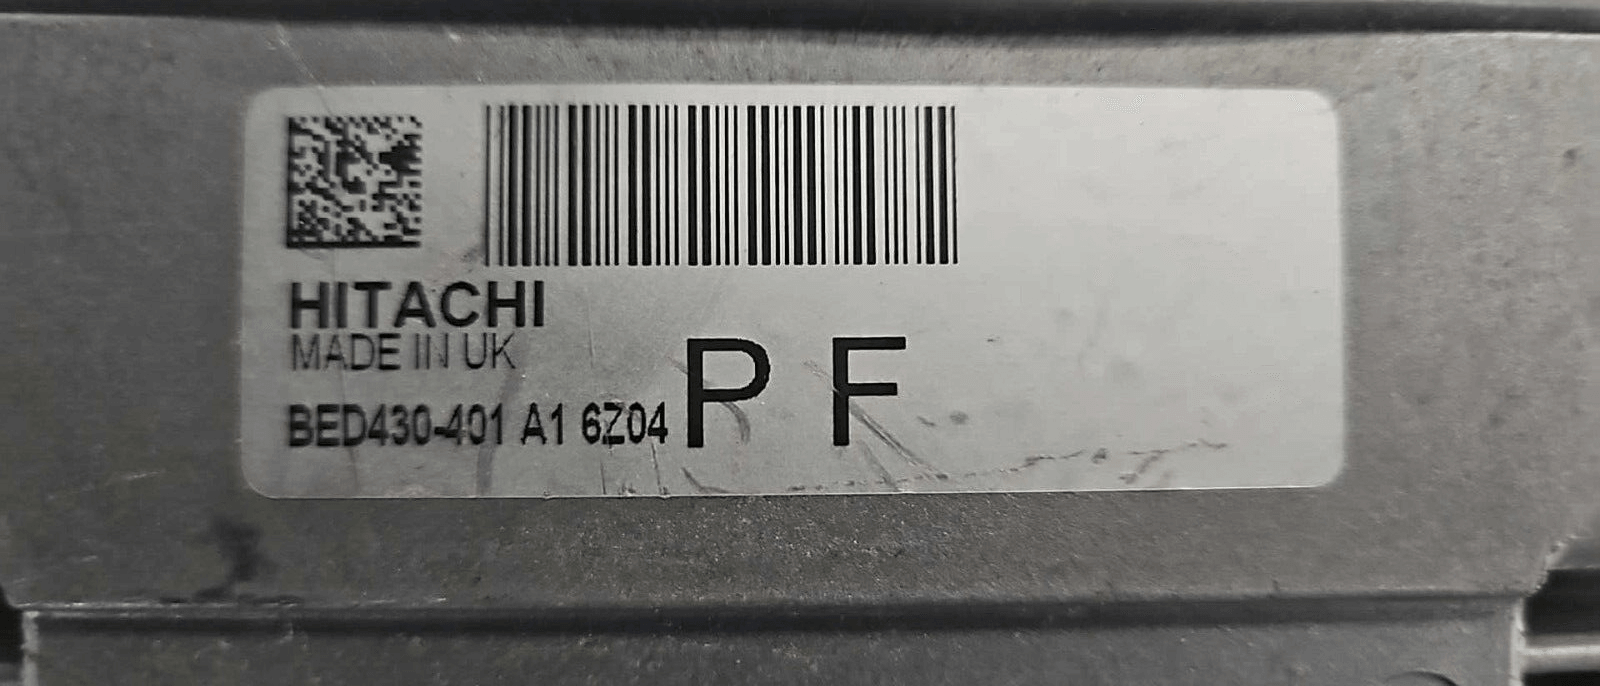 HITACHI
MADE IN UK
BED430-401 A1 6Z04 P F